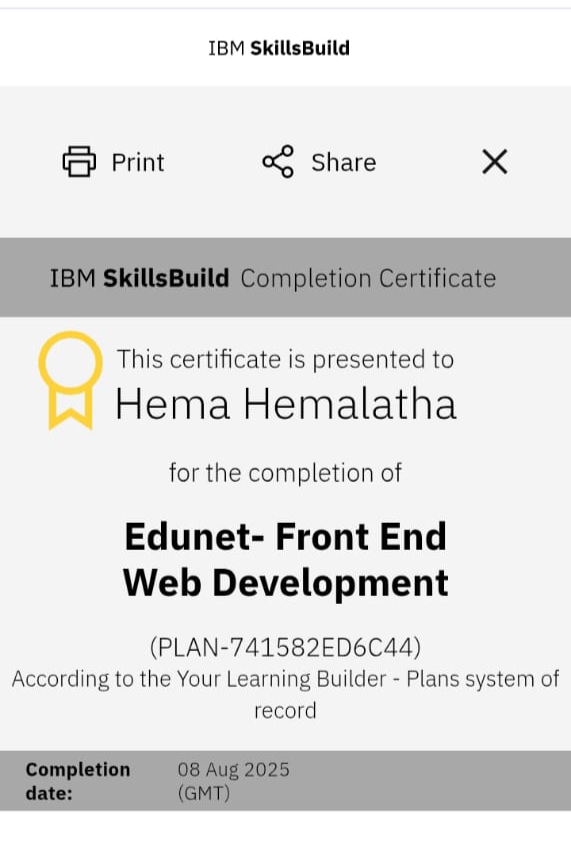 IBM SkillsBuild
Print Share
IBM SkillsBuild Completion Certificate
This certificate is presented to
Hema Hemalatha
for the completion of
Edunet- Front End
Web Development
(PLAN-741582ED6C44)
According to the Your Learning Builder - Plans system of
record
Completion 08 Aug 2025
date: (GMT)